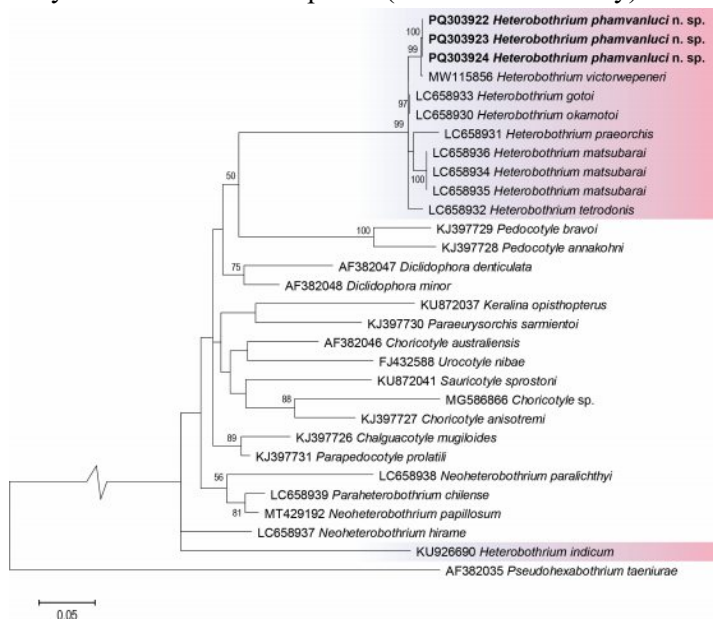 100
PQ303922 Heterobothrium phamvanluci n. sp.
99
PQ303923 Heterobothrium phamvanluci n. sp.
PQ303924 Heterobothrium phamvanluci n. sp.
MW115856 Heterobothrium victorwepeneri
97
LC658933 Heterobothrium gotoi
LC658930 Heterobothrium okamotoi
99
LC658931 Heterobothrium praeorchis
LC658936 Heterobothrium matsubarai
LC658934 Heterobothrium matsubarai
100
LC658935 Heterobothrium matsubarai
LC658932 Heterobothrium tetrodonis
50
100
KJ397729 Pedocotyle bravoi
KJ397728 Pedocotyle annakohni
75
AF382047 Diclidophora denticulata
AF382048 Diclidophora minor
KU872037 Keralina opisthopterus
KJ397730 Paraeurysorchis sarmientoi
AF382046 Choricotyle australiensis
FJ432588 Urocotyle nibae
KU872041 Sauricotyle sprostoni
88
MG586866 Choricotyle sp.
KJ397727 Choricotyle anisotremi
89
KJ397726 Chalguacotyle mugiloides
KJ397731 Parapedocotyle prolatili
56
LC658938 Neoheterobothrium paralichthyi
LC658939 Paraheterobothrium chilense
81
MT429192 Neoheterobothrium papillosum
LC658937 Neoheterobothrium hirame
KU926690 Heterobothrium indicum
AF382035 Pseudohexabothrium taeniurae
0.05